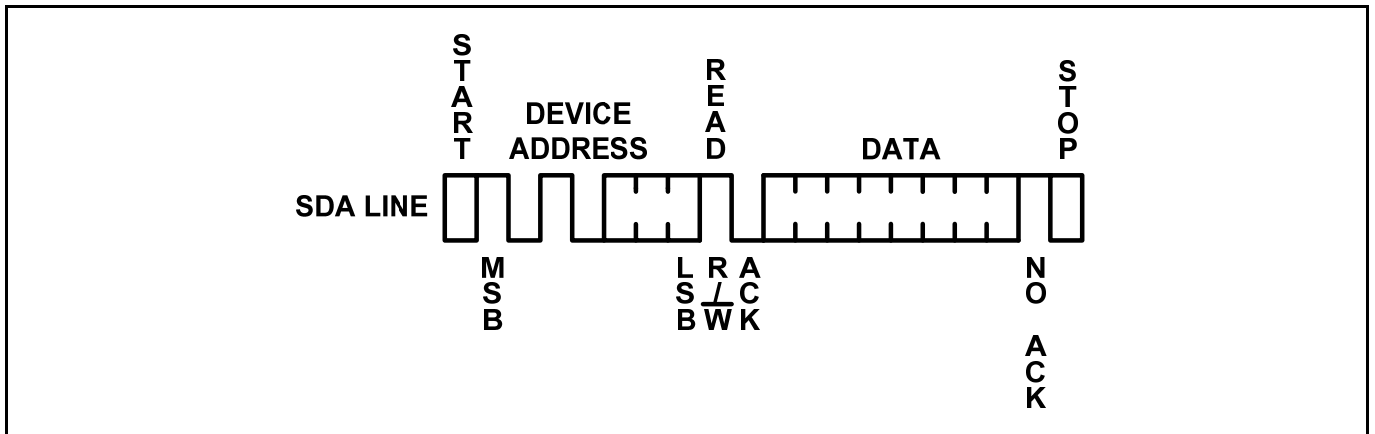 START
DEVICE
ADDRESS
READ
DATA
STOP
SDA LINE
MSB
LSB
R/W
ACK
NO ACK